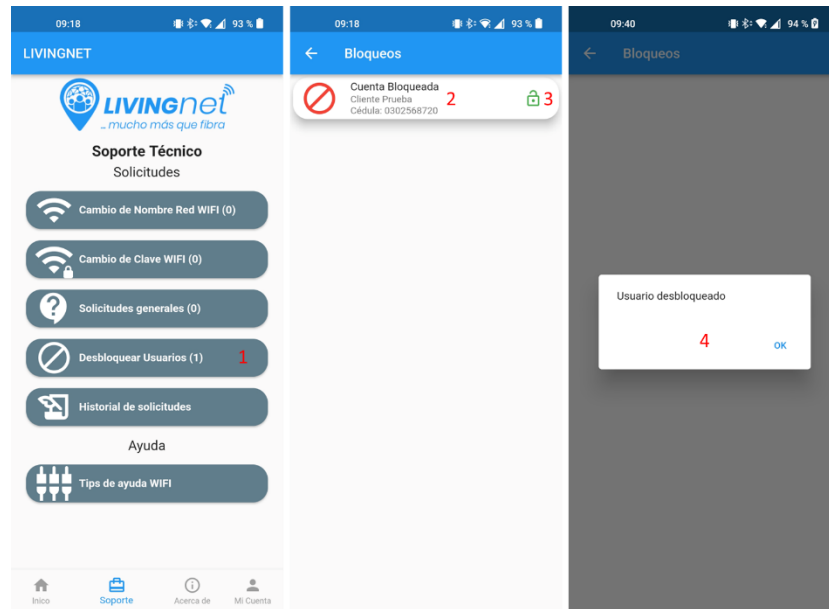 09:18
93 %
LIVINGNET
LIVINGnet
... mucho más que fibra
Soporte Técnico
Solicitudes
Cambio de Nombre Red WIFI (0)
Cambio de Clave WIFI (0)
Solicitudes generales (0)
Desbloquear Usuarios (1)
1
Historial de solicitudes
Ayuda
Tips de ayuda WIFI
Inico
Soporte
Acerca de
Mi Cuenta
09:18
93 %
Bloqueos
Cuenta Bloqueada
Cliente Prueba
Cédula: 0302568720
2
3
09:40
94 %
Bloqueos
Usuario desbloqueado
4
OK